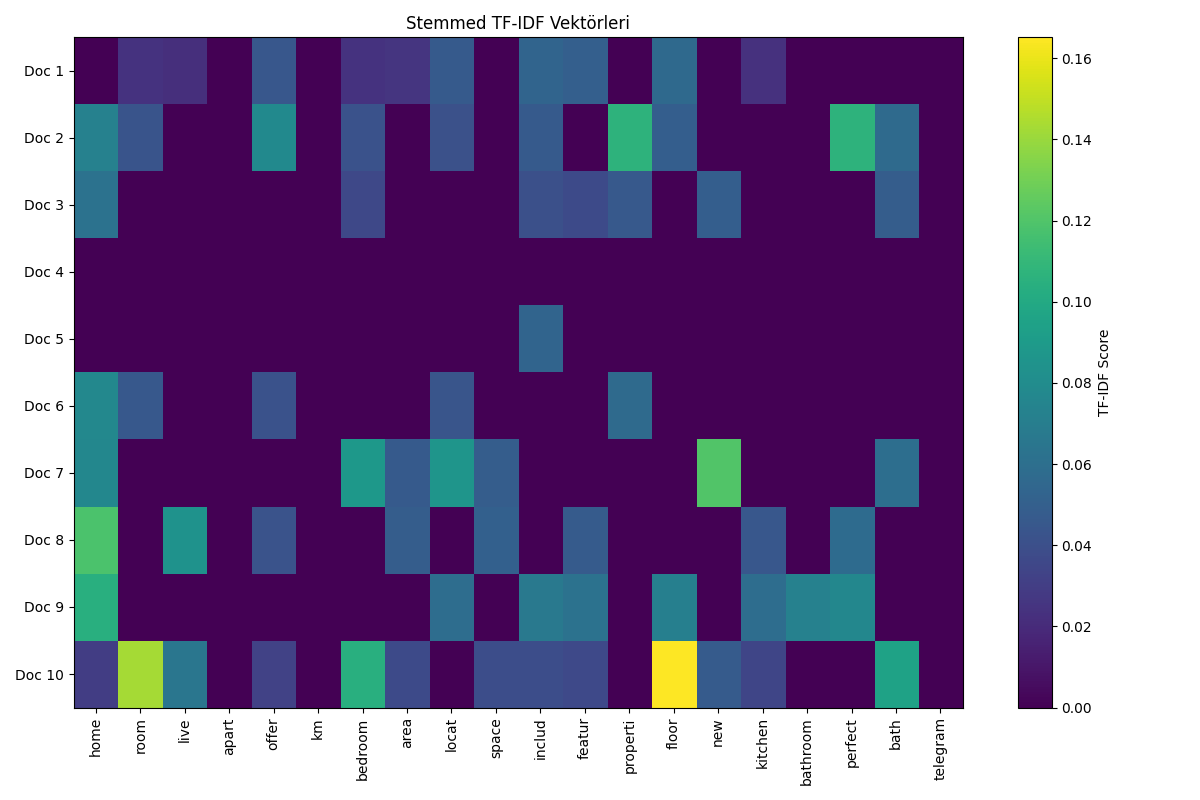 Stemmed TF-IDF Vektörleri
Doc 1
Doc 2
Doc 3
Doc 4
Doc 5
Doc 6
Doc 7
Doc 8
Doc 9
Doc 10
home
room
live
apart
offer
km
bedroom
area
locat
space
includ
featur
properti
floor
new
kitchen
bathroom
perfect
bath
telegram
0.16
0.14
0.12
0.10
0.08
0.06
0.04
0.02
0.00
TF-IDF Score